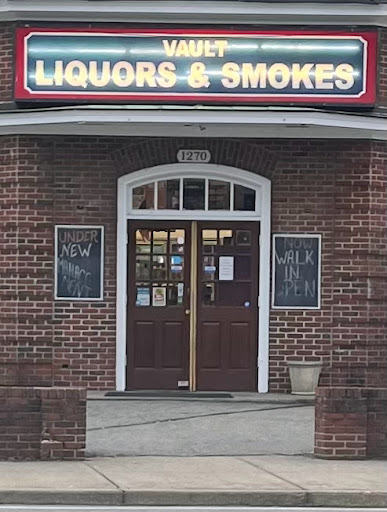 VAULT
LIQUORS & SMOKES
1270
UNDER
NEW
NOW
WALK
IN
OPEN